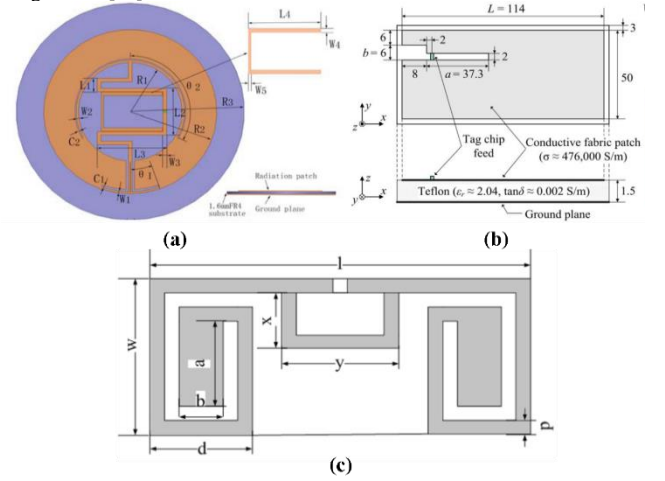 L4
W4
W5
R1
θ 2
R3
L1
R2
W2
L2
C2
L3
W3
C1
θ 1
W1
Radiation patch
1.6mmFR4
substrate
Ground plane
(a)
L = 114
3
6
2
b = 6
2
50
8
a = 37.3
y
z
x
Tag chip
feed
Conductive fabric patch
(σ ≈ 476,000 S/m)
z
y
x
Teflon (εr ≈ 2.04, tanδ ≈ 0.002 S/m)
1.5
Ground plane
(b)
l
w
x
y
a
b
d
p
(c)